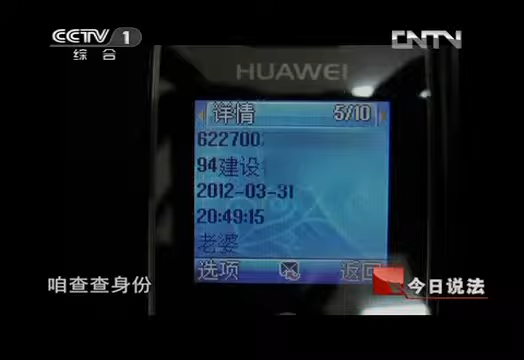 CCTV 1
综合
CNTV
HUAWEI
详情 5/10
622700
94建设
2012-03-31
20:49:15
老婆
选项 返回
咱查查身份
今日说法